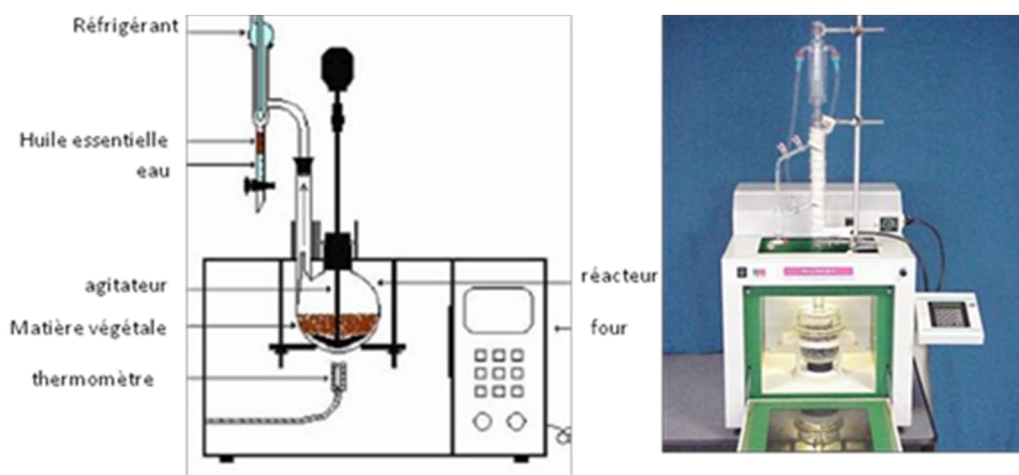 Réfrigérant
Huile essentielle
eau
agitateur
Matière végétale
thermomètre
réacteur
four